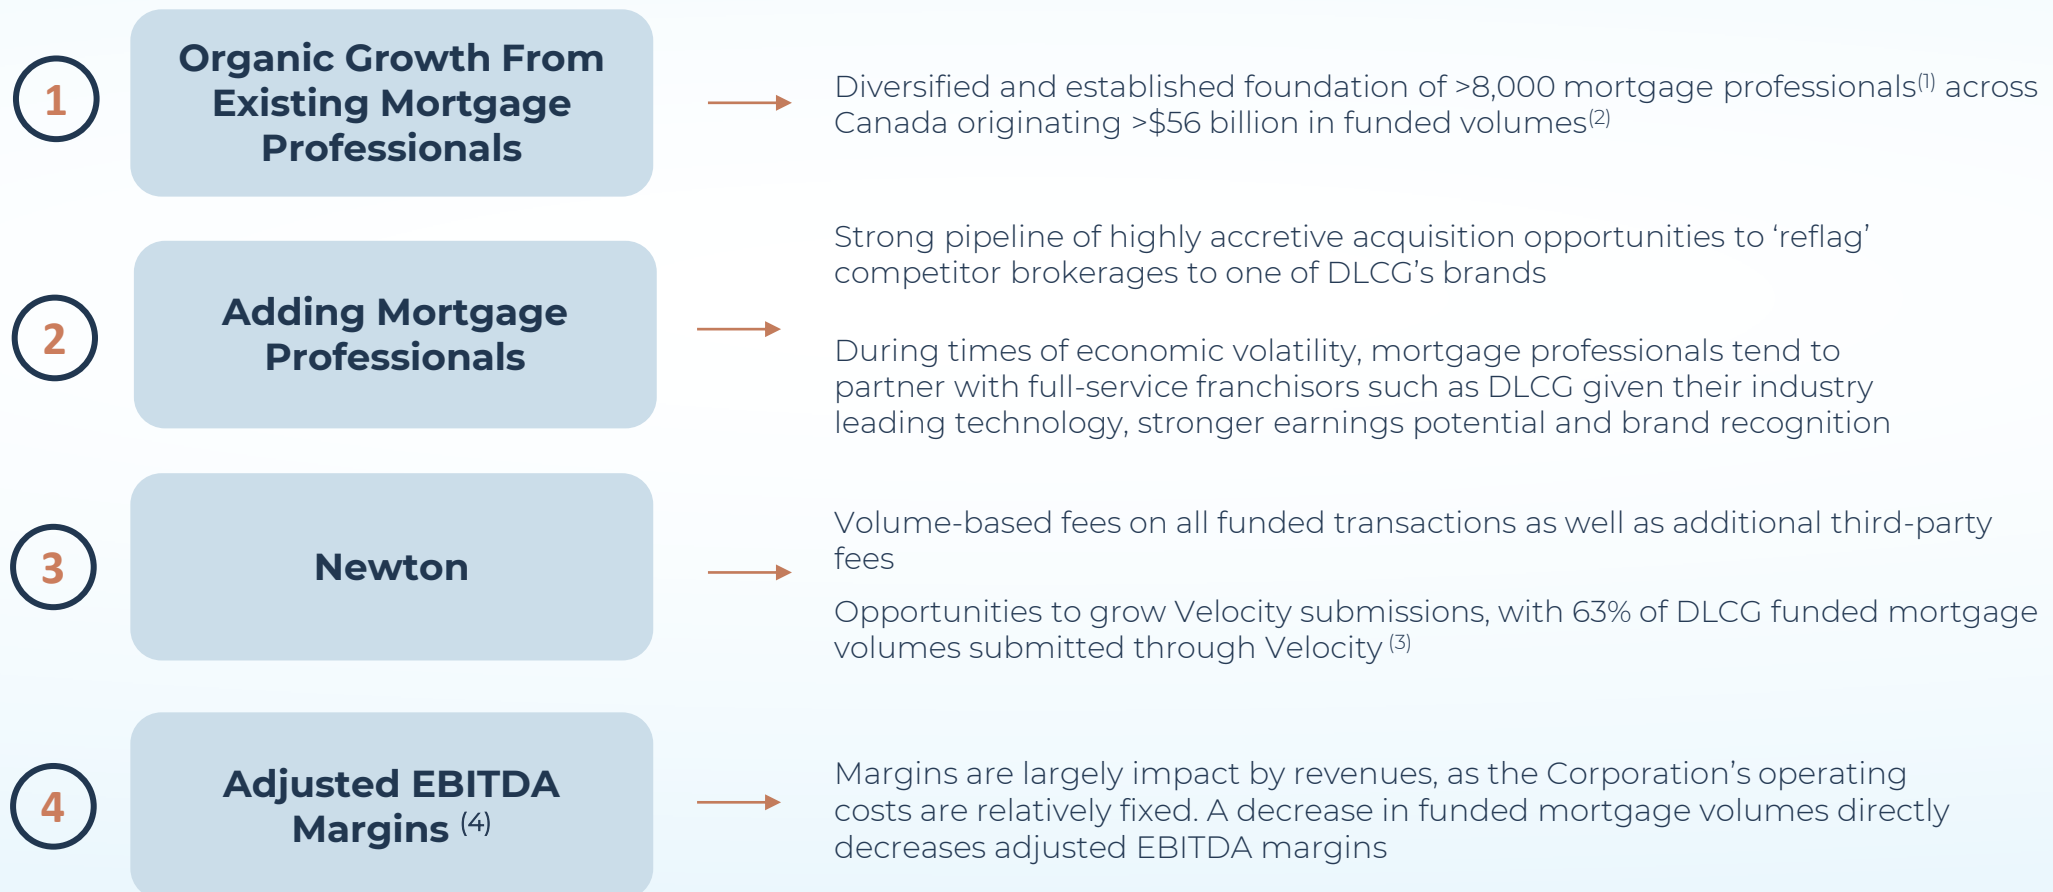 1
Organic Growth From
Existing Mortgage
Professionals
Diversified and established foundation of >8,000 mortgage professionals(1) across
Canada originating >$56 billion in funded volumes(2)
2
Adding Mortgage
Professionals
Strong pipeline of highly accretive acquisition opportunities to ‘reflag’
competitor brokerages to one of DLCG’s brands
During times of economic volatility, mortgage professionals tend to
partner with full-service franchisors such as DLCG given their industry
leading technology, stronger earnings potential and brand recognition
3
Newton
Volume-based fees on all funded transactions as well as additional third-party
fees
Opportunities to grow Velocity submissions, with 63% of DLCG funded mortgage
volumes submitted through Velocity (3)
4
Adjusted EBITDA
Margins (4)
Margins are largely impact by revenues, as the Corporation’s operating
costs are relatively fixed. A decrease in funded mortgage volumes directly
decreases adjusted EBITDA margins